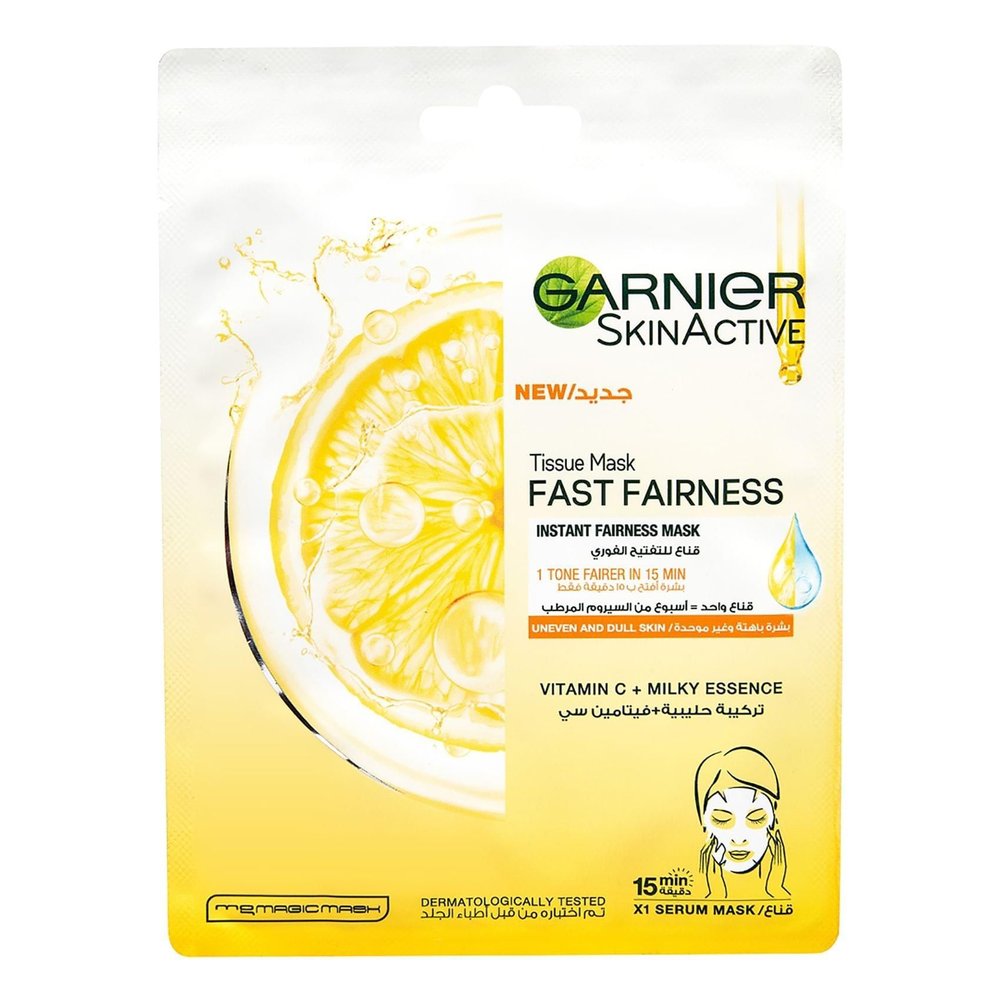 GARNIER
SKINACTIVE
NEW/جديد
Tissue Mask
FAST FAIRNESS
INSTANT FAIRNESS MASK
قناع للتفتيح الفوري
1 TONE FAIRER IN 15 MIN
بشرة أفتح ب ١٥ دقيقة فقط
قناع واحد = أسبوع من السيروم المرطب
UNEVEN AND DULL SKIN / بشرة باهتة وغير موحدة
VITAMIN C + MILKY ESSENCE
تركيبة حليبية+فيتامين سي
15 min دقيقة
X1 SERUM MASK / قناع
DERMATOLOGICALLY TESTED
تم اختباره من قبل أطباء الجلد
MAGIC MASK